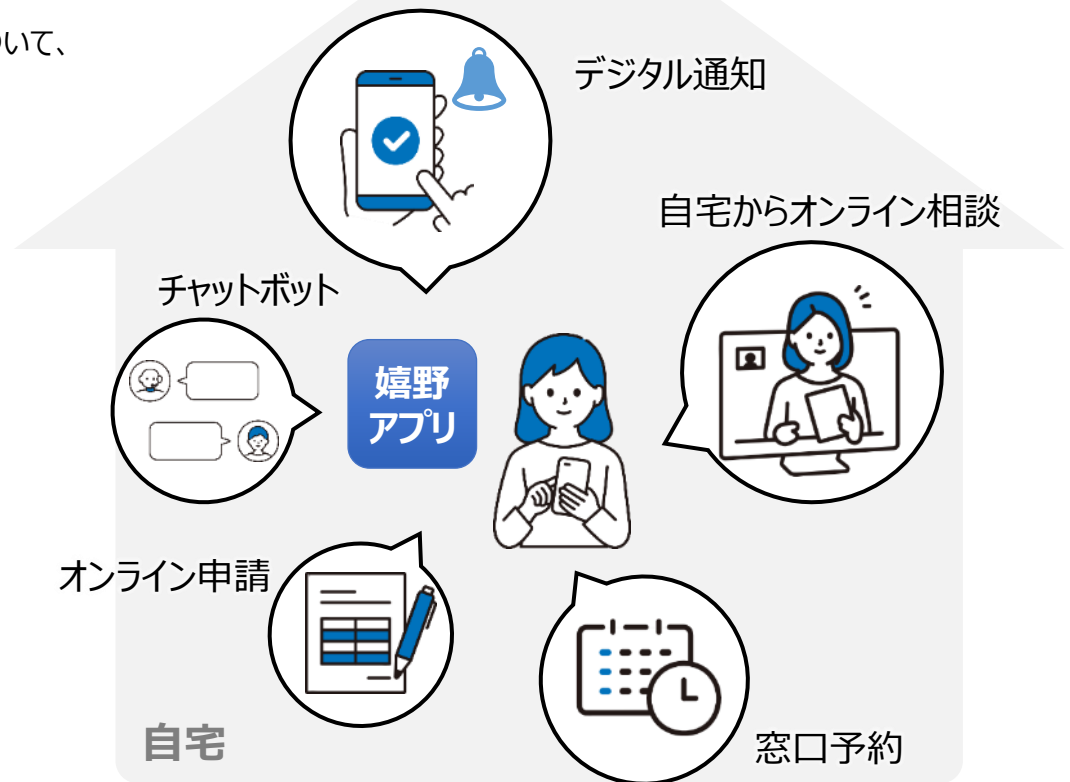 いて、
デジタル通知
自宅からオンライン相談
チャットボット
嬉野
アプリ
オンライン申請
自宅
窓口予約